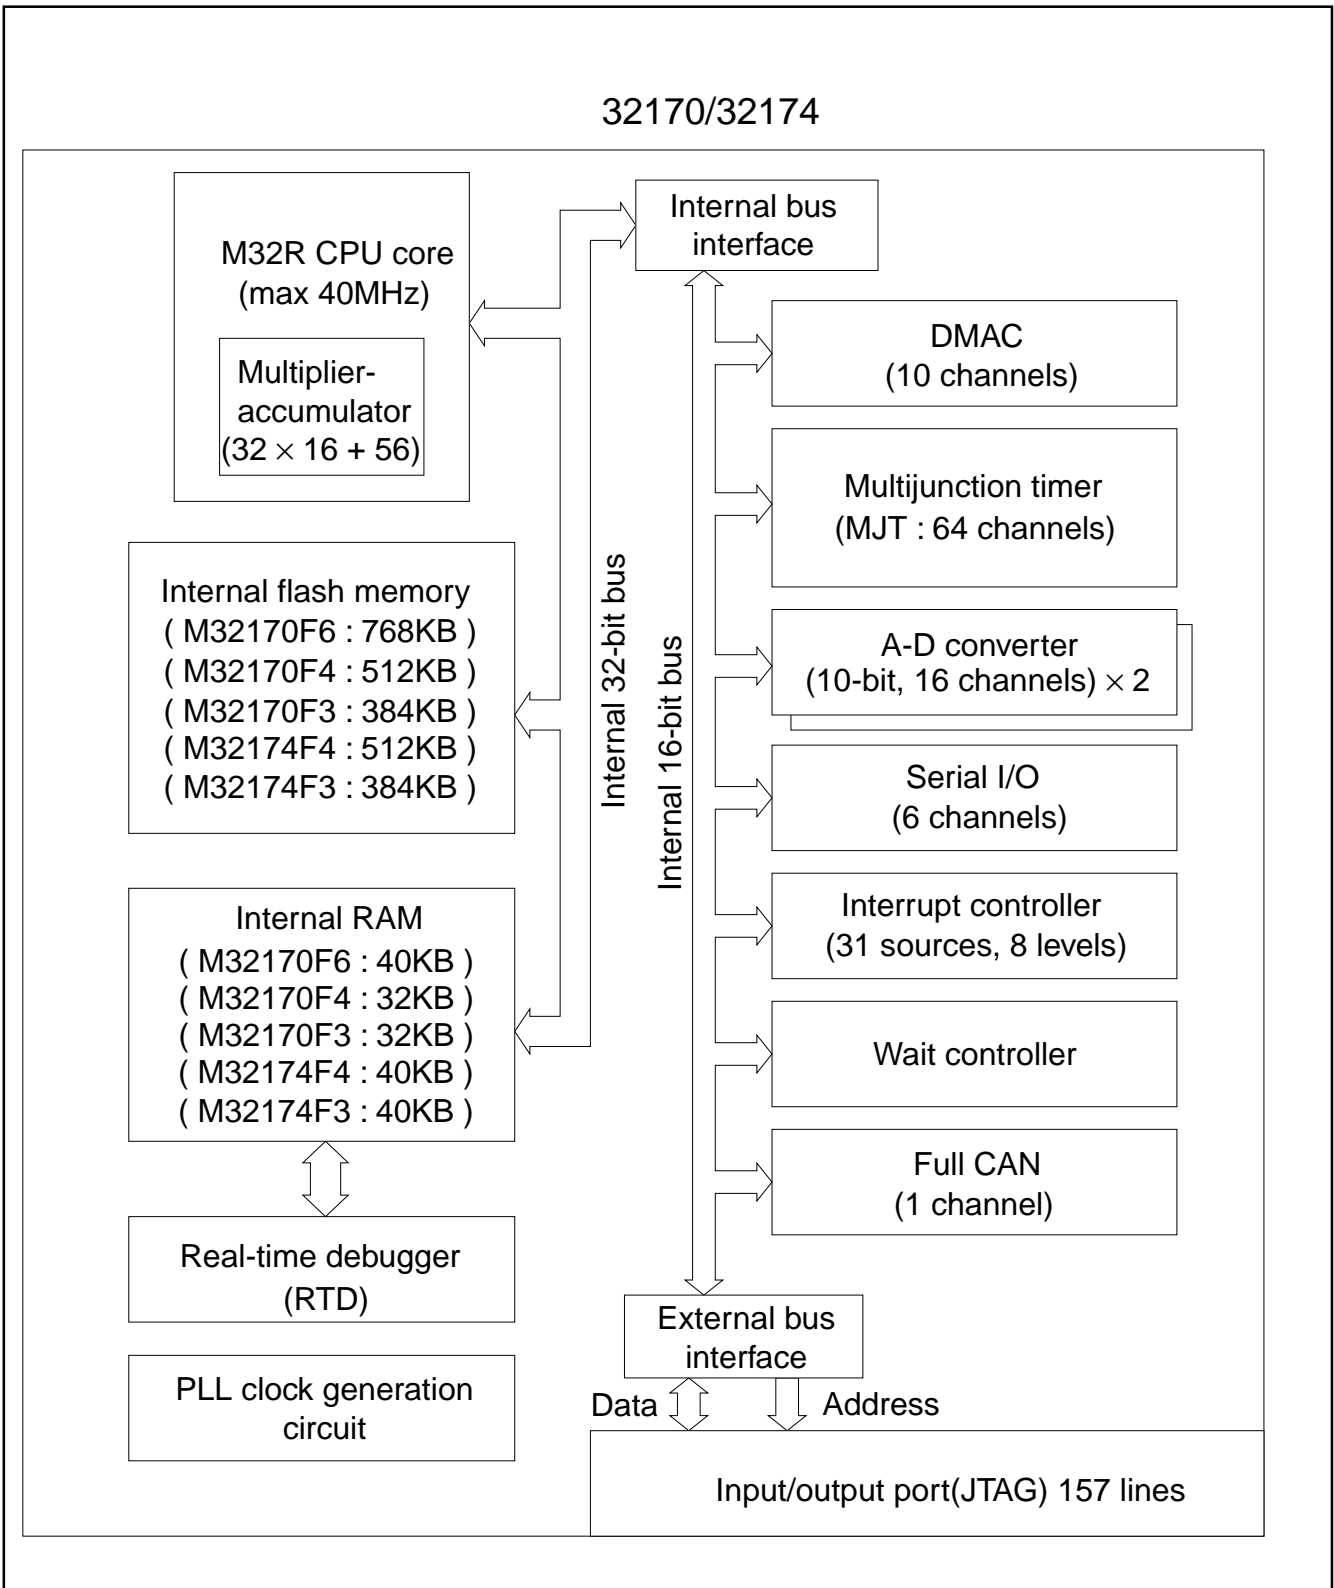 32170/32174
M32R CPU core
(max 40MHz)
Multiplier-
accumulator
(32 × 16 + 56)
Internal flash memory
( M32170F6 : 768KB )
( M32170F4 : 512KB )
( M32170F3 : 384KB )
( M32174F4 : 512KB )
( M32174F3 : 384KB )
Internal RAM
( M32170F6 : 40KB )
( M32170F4 : 32KB )
( M32170F3 : 32KB )
( M32174F4 : 40KB )
( M32174F3 : 40KB )
Real-time debugger
(RTD)
PLL clock generation
circuit
Internal 32-bit bus
Internal 16-bit bus
Internal bus
interface
DMAC
(10 channels)
Multijunction timer
(MJT : 64 channels)
A-D converter
(10-bit, 16 channels) × 2
Serial I/O
(6 channels)
Interrupt controller
(31 sources, 8 levels)
Wait controller
Full CAN
(1 channel)
External bus
interface
Data
Address
Input/output port(JTAG) 157 lines